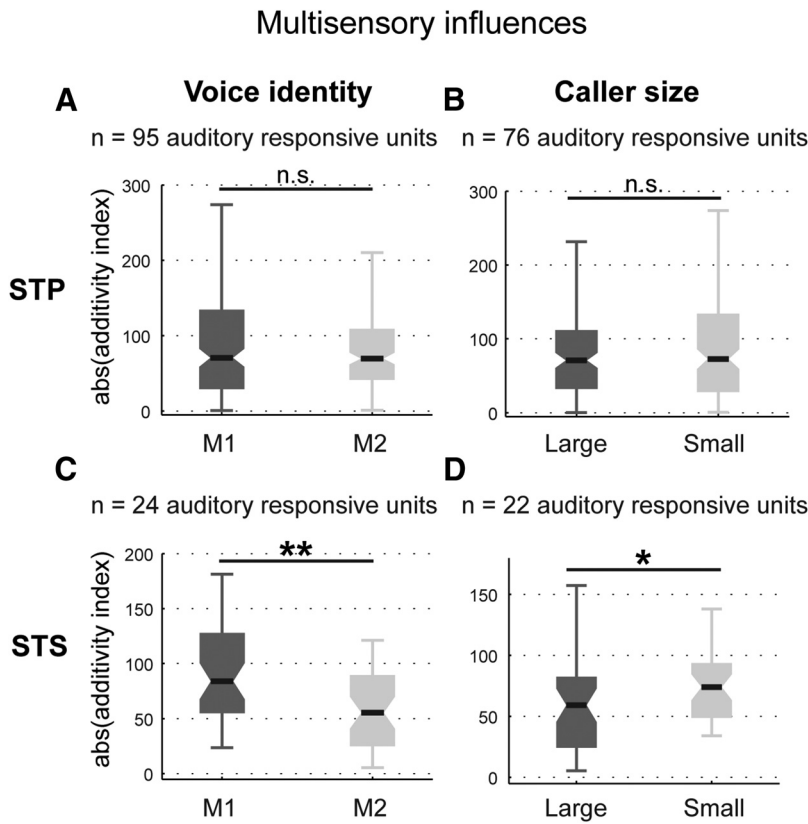 Multisensory influences
A
Voice identity
B
Caller size
n = 95 auditory responsive units
n = 76 auditory responsive units
STP
abs(additivity index)
300
200
100
0
n.s.
M1
M2
300
200
100
0
n.s.
Large
Small
C
D
n = 24 auditory responsive units
n = 22 auditory responsive units
STS
abs(additivity index)
200
150
100
50
0
**
M1
M2
150
100
50
0
*
Large
Small